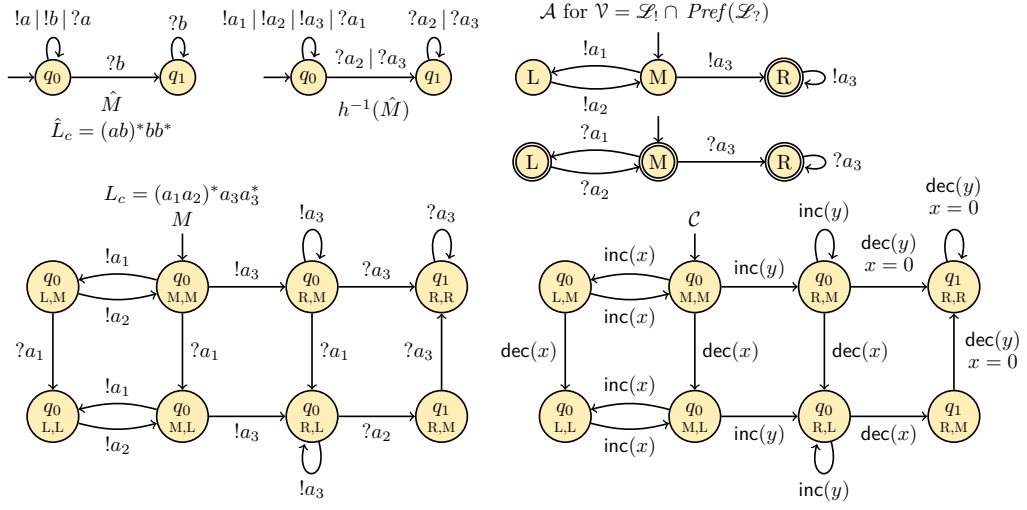 !a | !b | ?a
?b
q₀
?b
q₁
M̂
L̂_c = (ab)*bb*
!a₁ | !a₂ | !a₃ | ?a₁
?a₂ | ?a₃
q₀
?a₂ | ?a₃
q₁
h⁻¹(M̂)
𝒜 for 𝒱 = ℒ_! ∩ Pref(ℒ_?)
L
!a₁
!a₂
M
!a₃
R
!a₃
L
?a₁
?a₂
M
?a₃
R
?a₃
L_c = (a₁a₂)*a₃a₃*
M
!a₃
?a₃
q₀
L,M
!a₁
!a₂
q₀
M,M
!a₃
q₀
R,M
?a₃
q₁
R,R
?a₁
?a₁
?a₁
?a₃
q₀
L,L
!a₁
!a₂
q₀
M,L
!a₃
q₀
R,L
?a₂
q₁
R,M
!a₃
𝒞
inc(y)
dec(y)
x = 0
q₀
L,M
inc(x)
inc(x)
q₀
M,M
inc(y)
q₀
R,M
dec(y)
x = 0
q₁
R,R
dec(x)
dec(x)
dec(x)
dec(y)
x = 0
q₀
L,L
inc(x)
inc(x)
q₀
M,L
inc(y)
q₀
R,L
dec(x)
q₁
R,M
inc(y)